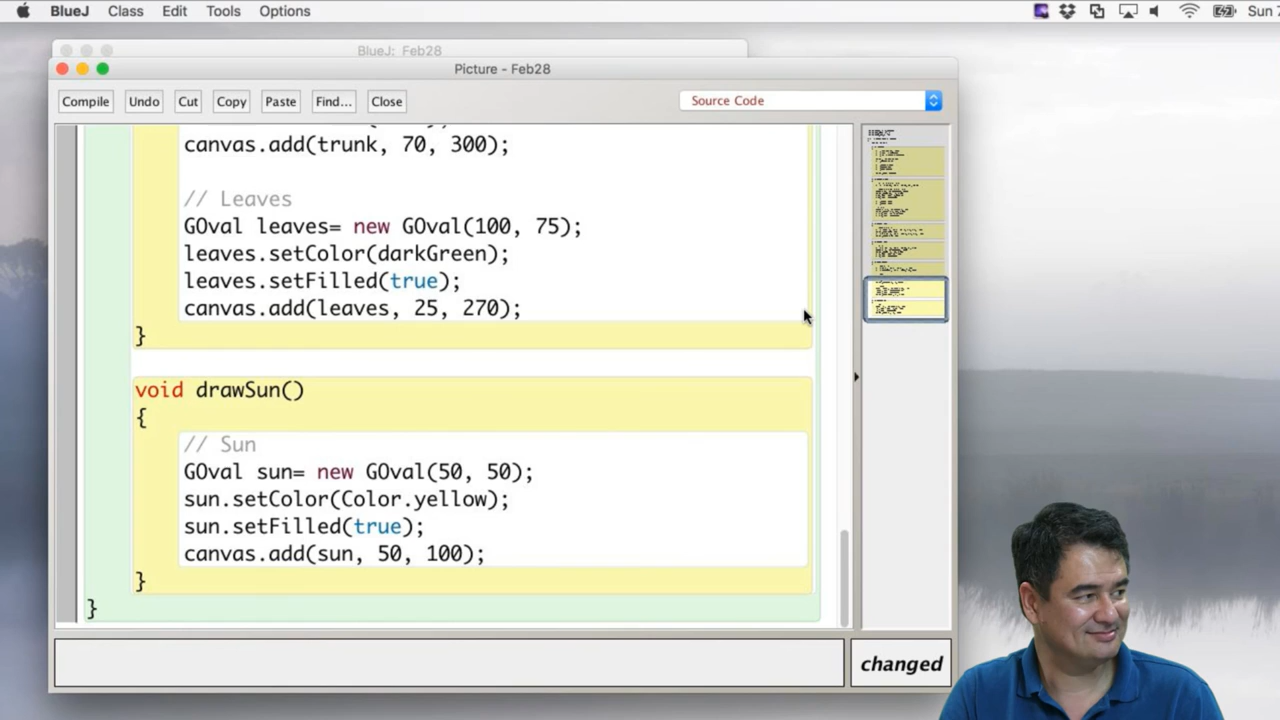 BlueJ Class Edit Tools Options Sun 7
BlueJ: Feb28
Picture - Feb28
Compile Undo Cut Copy Paste Find... Close Source Code
canvas.add(trunk, 70, 300);
// Leaves
GOval leaves= new GOval(100, 75);
leaves.setColor(darkGreen);
leaves.setFilled(true);
canvas.add(leaves, 25, 270);
}
void drawSun()
{
// Sun
GOval sun= new GOval(50, 50);
sun.setColor(Color.yellow);
sun.setFilled(true);
canvas.add(sun, 50, 100);
}
}
changed